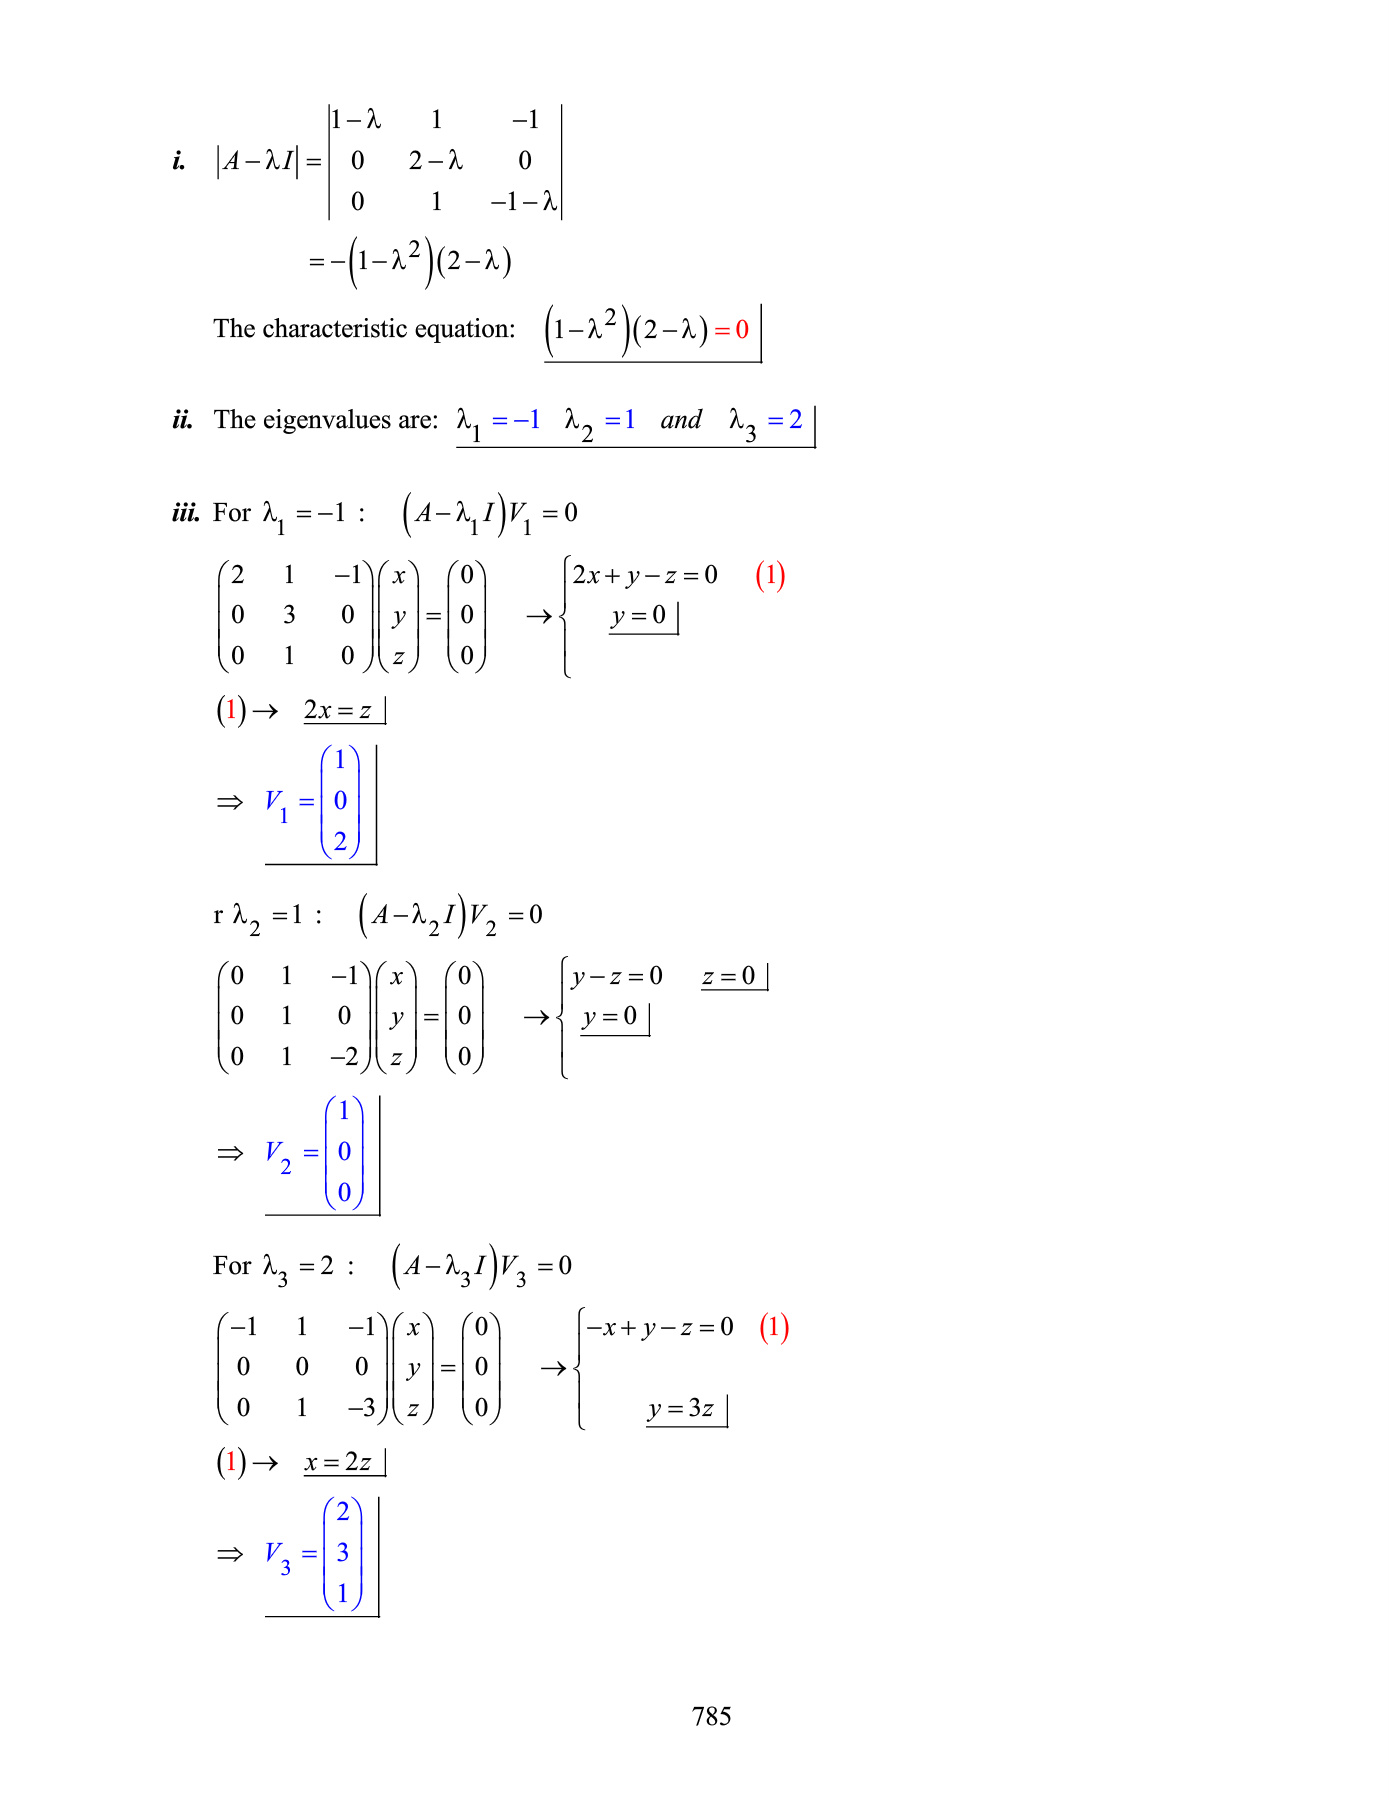 i. |A − λI| = | 1−λ 1 −1 |
| 0 2−λ 0 |
| 0 1 −1−λ |
= −(1−λ²)(2−λ)
The characteristic equation: (1−λ²)(2−λ) = 0
ii. The eigenvalues are: λ₁ = −1 λ₂ = 1 and λ₃ = 2
iii. For λ₁ = −1 : (A − λ₁I)V₁ = 0
(2 1 −1)(x) (0) 2x + y − z = 0 (1)
(0 3 0)(y) = (0) → { y = 0
(0 1 0)(z) (0)
(1) → 2x = z
⇒ V₁ = (1
0
2)
r λ₂ = 1 : (A − λ₂I)V₂ = 0
(0 1 −1)(x) (0) y − z = 0 z = 0
(0 1 0)(y) = (0) → { y = 0
(0 1 −2)(z) (0)
⇒ V₂ = (1
0
0)
For λ₃ = 2 : (A − λ₃I)V₃ = 0
(−1 1 −1)(x) (0) −x + y − z = 0 (1)
(0 0 0)(y) = (0) → {
(0 1 −3)(z) (0) y = 3z
(1) → x = 2z
⇒ V₃ = (2
3
1)
785